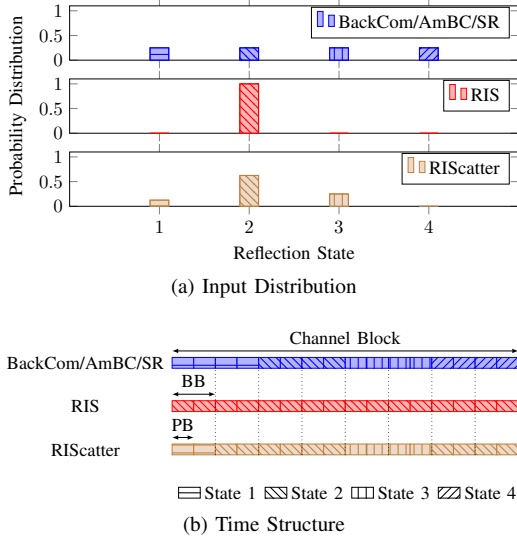 BackCom/AmBC/SR
1
0.5
0
RIS
1
0.5
0
RIScatter
1
0.5
0
Probability Distribution
1 2 3 4
Reflection State
(a) Input Distribution
Channel Block
BackCom/AmBC/SR
BB
RIS
PB
RIScatter
State 1 State 2 State 3 State 4
(b) Time Structure